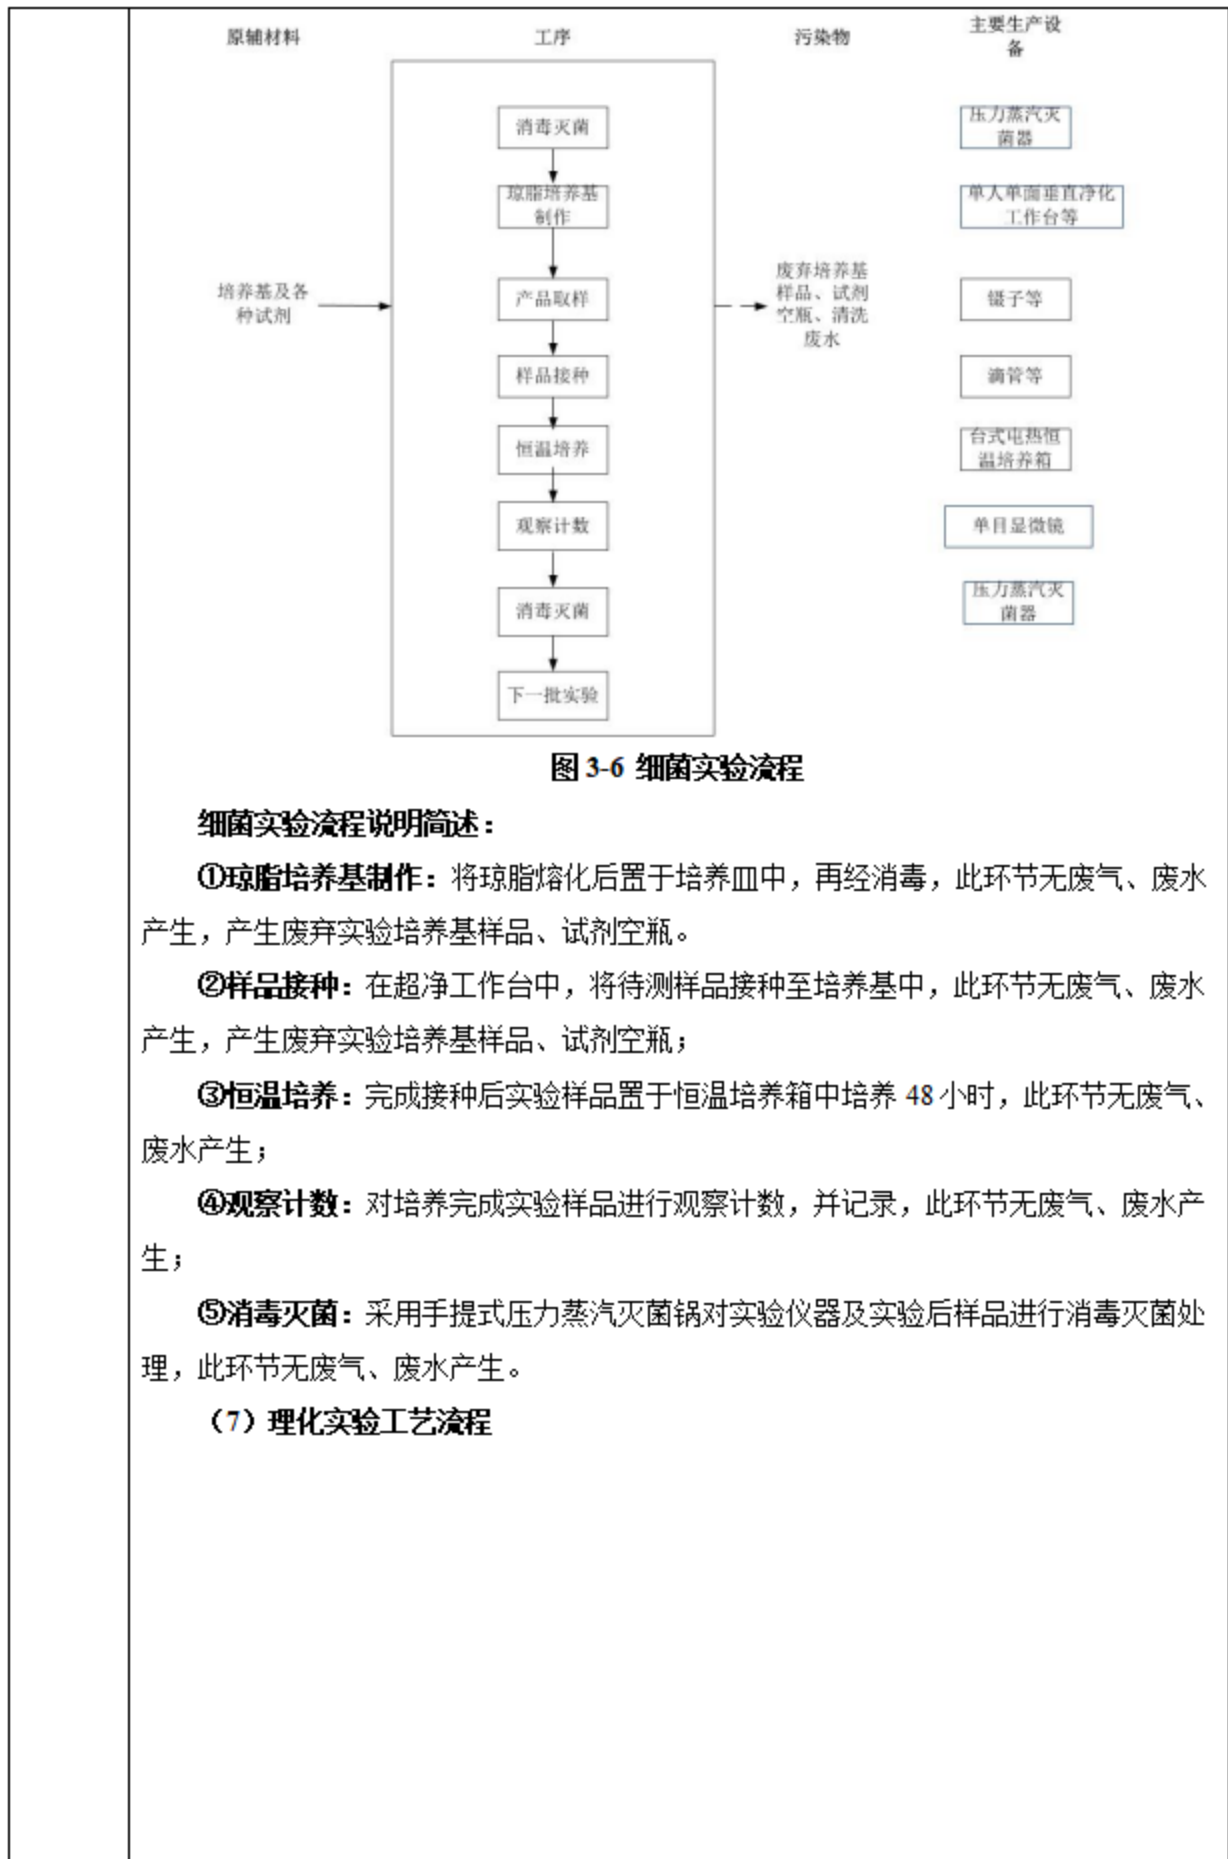 原辅材料
工序
污染物
主要生产设
备
消毒灭菌
压力蒸汽灭
菌器
琼脂培养基
制作
单人单面垂直净化
工作台等
培养基及各
种试剂
产品取样
废弃培养基
样品、试剂
空瓶、清洗
废水
镊子等
样品接种
滴管等
恒温培养
台式电热恒
温培养箱
观察计数
单目显微镜
消毒灭菌
压力蒸汽灭
菌器
下一批实验
图 3-6 细菌实验流程
细菌实验流程说明简述：
①琼脂培养基制作：将琼脂熔化后置于培养皿中，再经消毒，此环节无废气、废水
产生，产生废弃实验培养基样品、试剂空瓶。
②样品接种：在超净工作台中，将待测样品接种至培养基中，此环节无废气、废水
产生，产生废弃实验培养基样品、试剂空瓶；
③恒温培养：完成接种后实验样品置于恒温培养箱中培养 48 小时，此环节无废气、
废水产生；
④观察计数：对培养完成实验样品进行观察计数，并记录，此环节无废气、废水产
生；
⑤消毒灭菌：采用手提式压力蒸汽灭菌锅对实验仪器及实验后样品进行消毒灭菌处
理，此环节无废气、废水产生。
（7）理化实验工艺流程